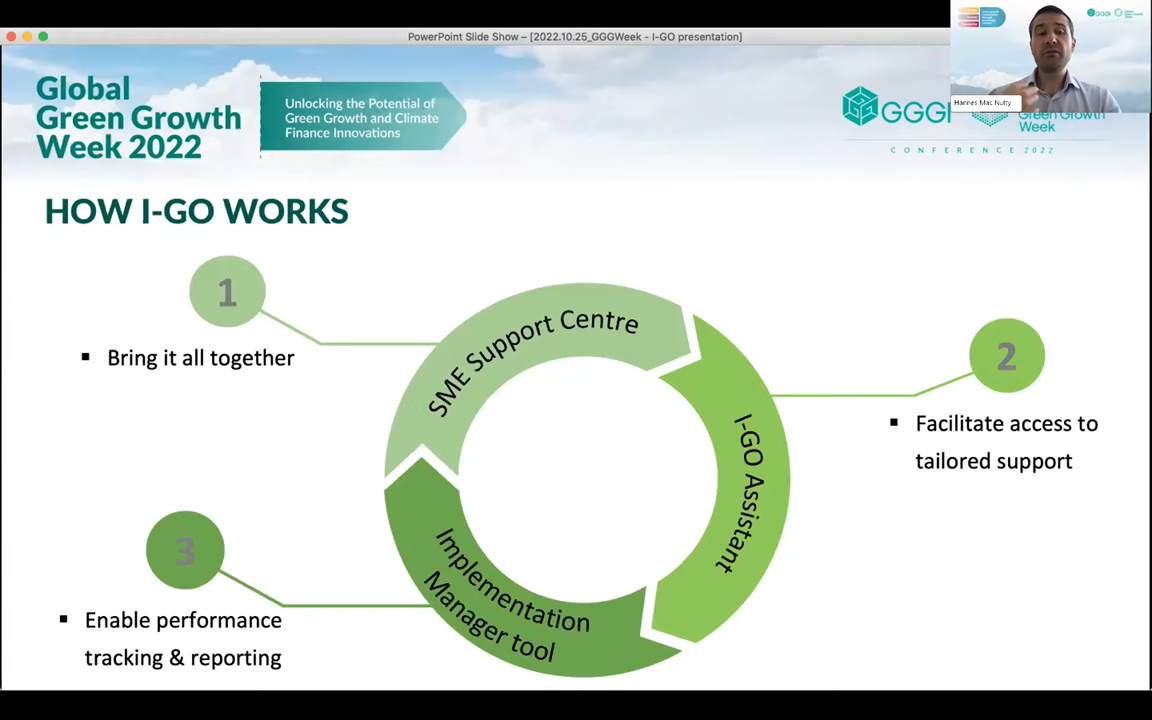 PowerPoint Slide Show – [2022.10.25_GGGWeek - I-GO presentation]
Global
Green Growth
Week 2022
Unlocking the Potential of
Green Growth and Climate
Finance Innovations
GGGI
Green Growth
Week
CONFERENCE 2022
Hannes Mac Nulty
HOW I-GO WORKS
1
Bring it all together
SME Support Centre
2
Facilitate access to
tailored support
I-GO Assistant
3
Enable performance
tracking & reporting
Implementation
Manager tool